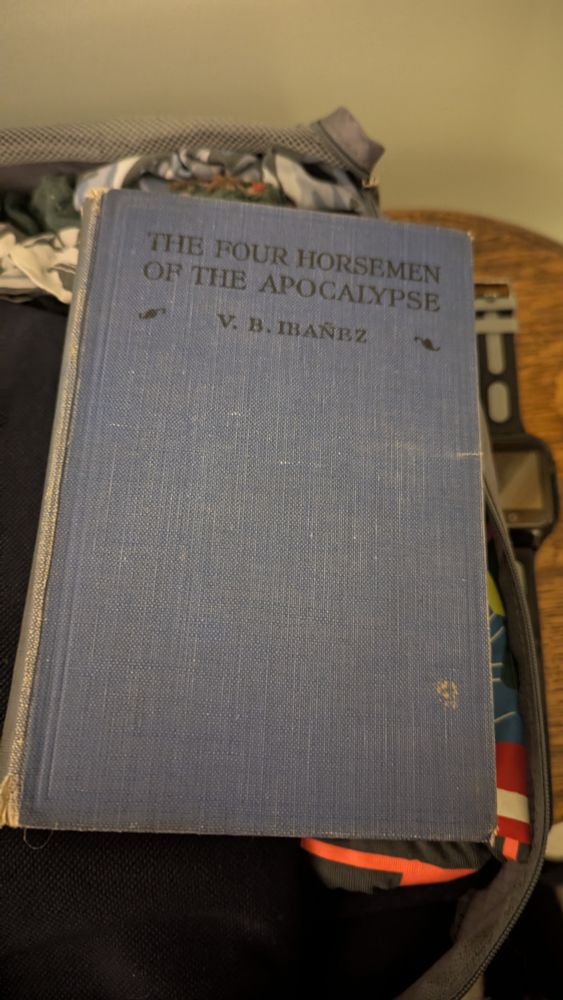 THE FOUR HORSEMEN
OF THE APOCALYPSE
V. B. IBAÑEZ